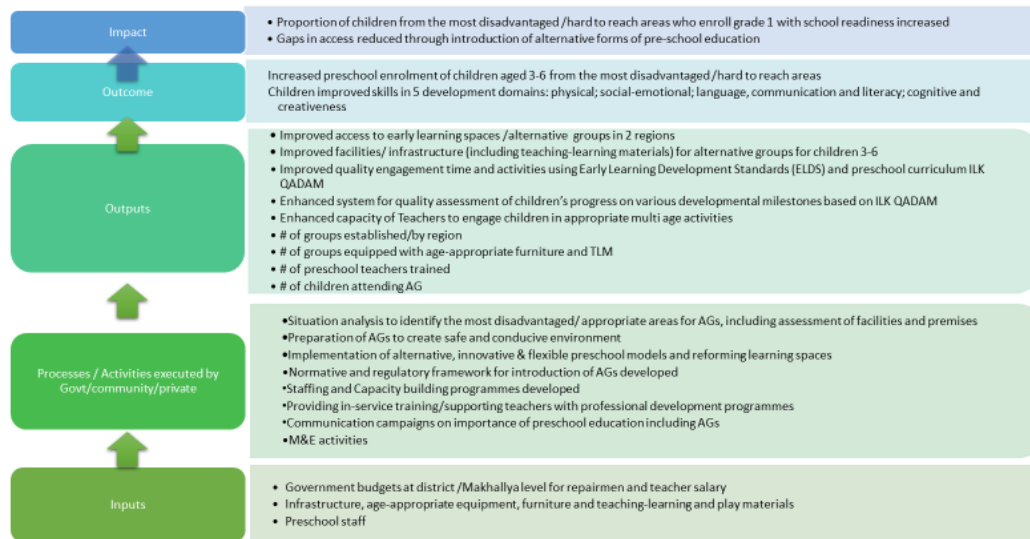 Impact
• Proportion of children from the most disadvantaged /hard to reach areas who enroll grade 1 with school readiness increased
• Gaps in access reduced through introduction of alternative forms of pre-school education
Outcome
Increased preschool enrolment of children aged 3-6 from the most disadvantaged/hard to reach areas
Children improved skills in 5 development domains: physical; social-emotional; language, communication and literacy; cognitive and
creativeness
Outputs
• Improved access to early learning spaces /alternative groups in 2 regions
• Improved facilities/ infrastructure (including teaching-learning materials) for alternative groups for children 3-6
• Improved quality engagement time and activities using Early Learning Development Standards (ELDS) and preschool curriculum ILK
QADAM
• Enhanced system for quality assessment of children's progress on various developmental milestones based on ILK QADAM
• Enhanced capacity of Teachers to engage children in appropriate multi age activities
• # of groups established/by region
• # of groups equipped with age-appropriate furniture and TLM
• # of preschool teachers trained
• # of children attending AG
Processes / Activities executed by
Govt/community/private
•Situation analysis to identify the most disadvantaged/ appropriate areas for AGs, including assessment of facilities and premises
•Preparation of AGs to create safe and conducive environment
•Implementation of alternative, innovative & flexible preschool models and reforming learning spaces
•Normative and regulatory framework for introduction of AGs developed
•Staffing and Capacity building programmes developed
•Providing in-service training/supporting teachers with professional development programmes
•Communication campaigns on importance of preschool education including AGs
•M&E activities
Inputs
• Government budgets at district /Makhallya level for repairmen and teacher salary
• Infrastructure, age-appropriate equipment, furniture and teaching-learning and play materials
• Preschool staff